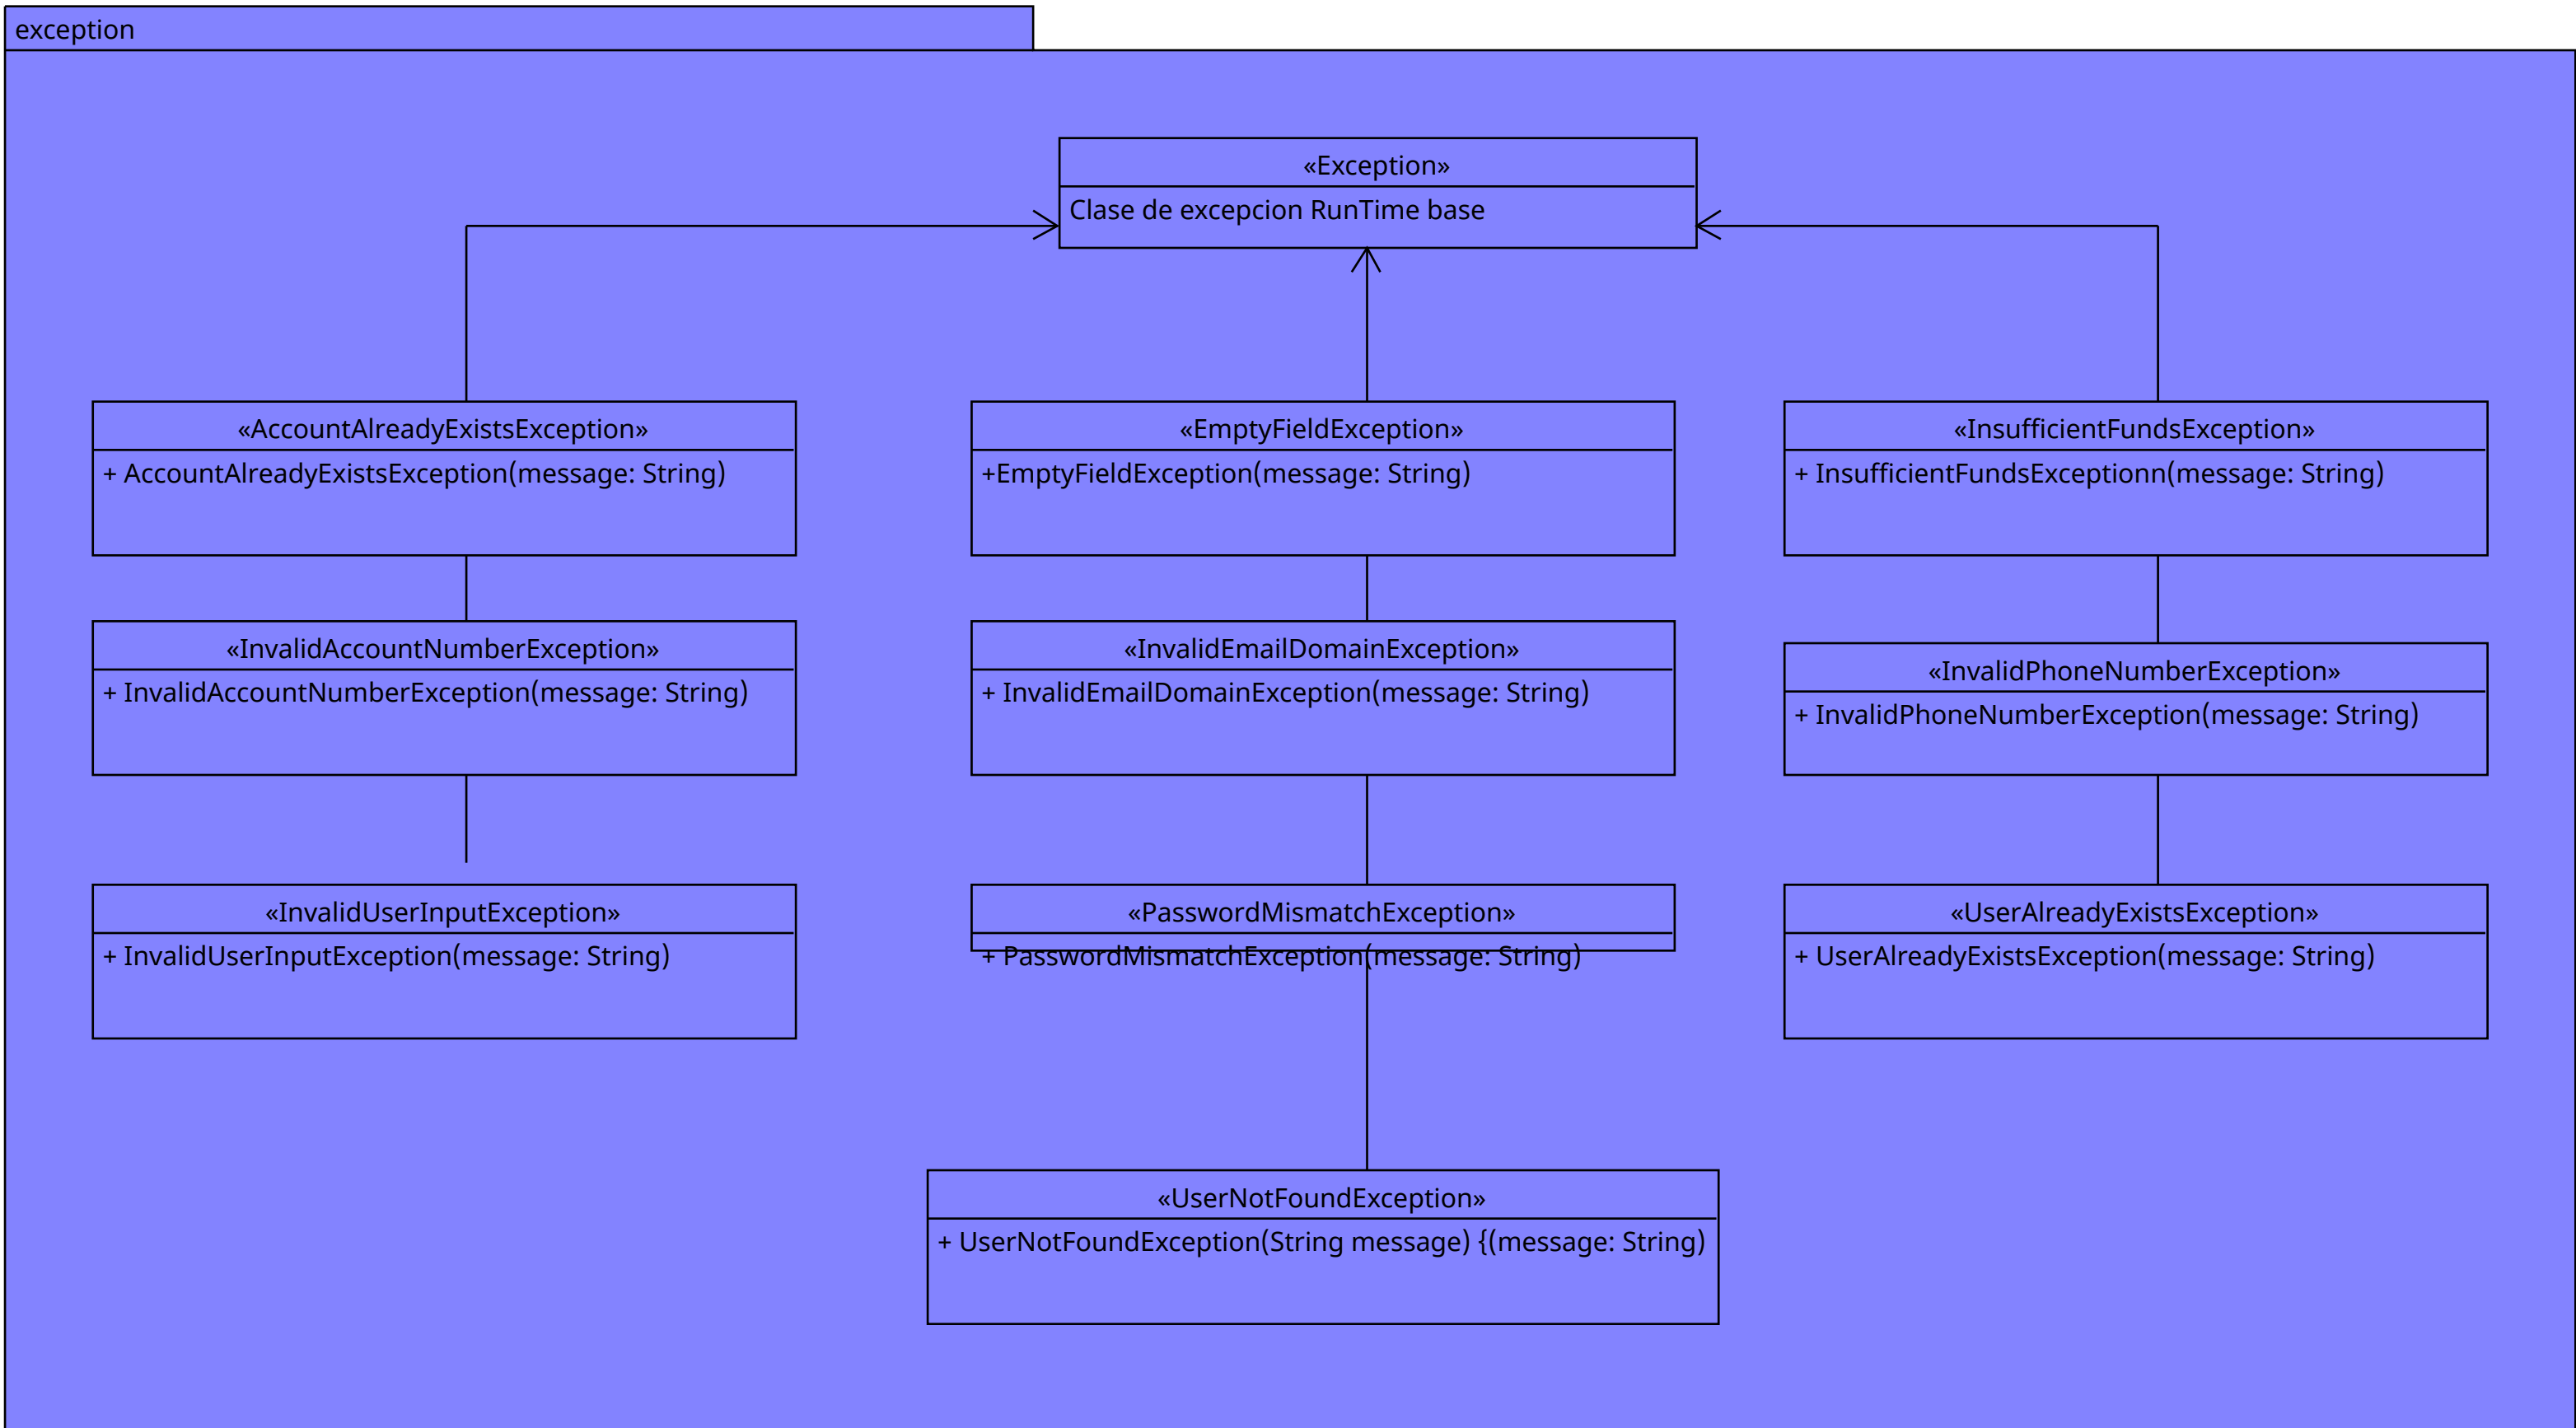 exception
«Exception»
Clase de excepcion RunTime base
«AccountAlreadyExistsException»
+ AccountAlreadyExistsException(message: String)
«EmptyFieldException»
+EmptyFieldException(message: String)
«InsufficientFundsException»
+ InsufficientFundsExceptionn(message: String)
«InvalidAccountNumberException»
+ InvalidAccountNumberException(message: String)
«InvalidEmailDomainException»
+ InvalidEmailDomainException(message: String)
«InvalidPhoneNumberException»
+ InvalidPhoneNumberException(message: String)
«InvalidUserInputException»
+ InvalidUserInputException(message: String)
«PasswordMismatchException»
+ PasswordMismatchException(message: String)
«UserAlreadyExistsException»
+ UserAlreadyExistsException(message: String)
«UserNotFoundException»
+ UserNotFoundException(String message) {(message: String)